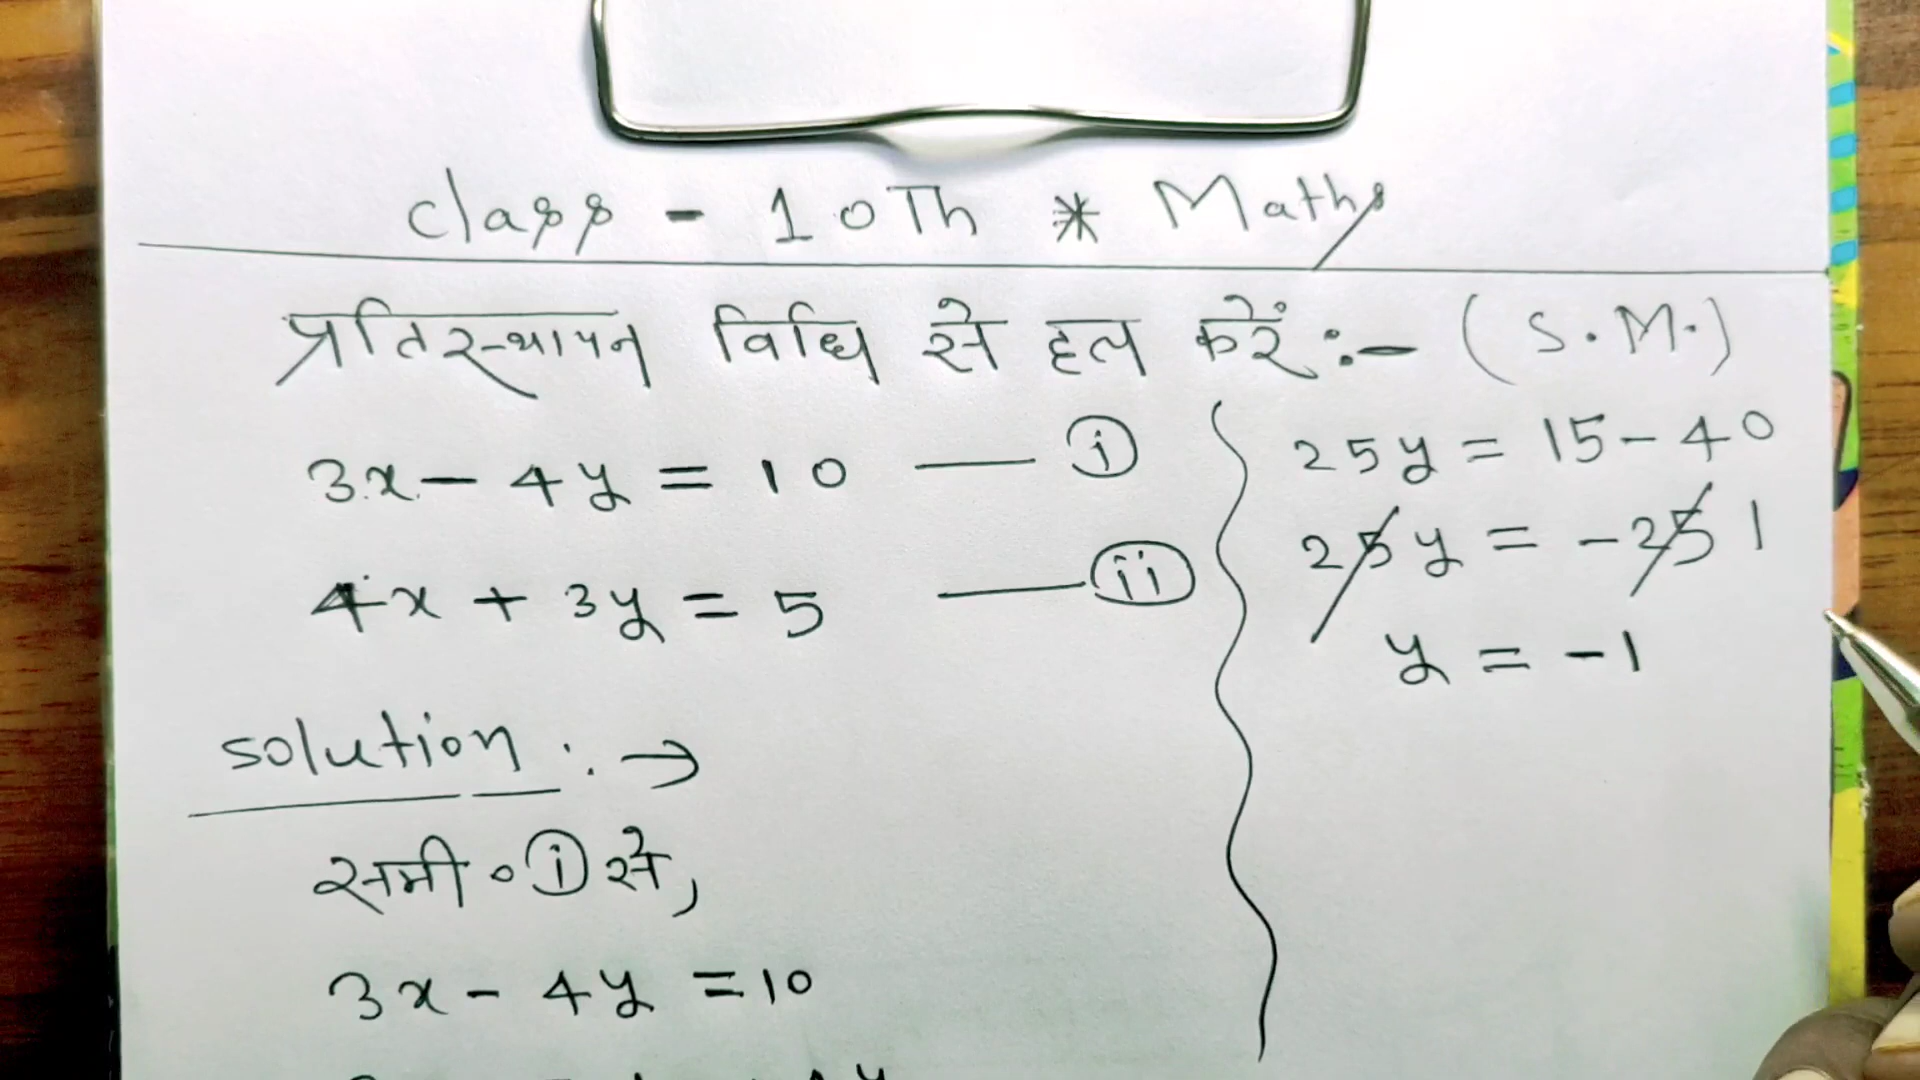 class - 10Th * Maths
प्रतिस्थापन विधि से हल करें :- (S.M.)
3x - 4y = 10 — (i)
4x + 3y = 5 — (ii)
solution : →
समी ० (i) से,
3x - 4y = 10
25y = 15 - 40
25y = -25 1
y = -1